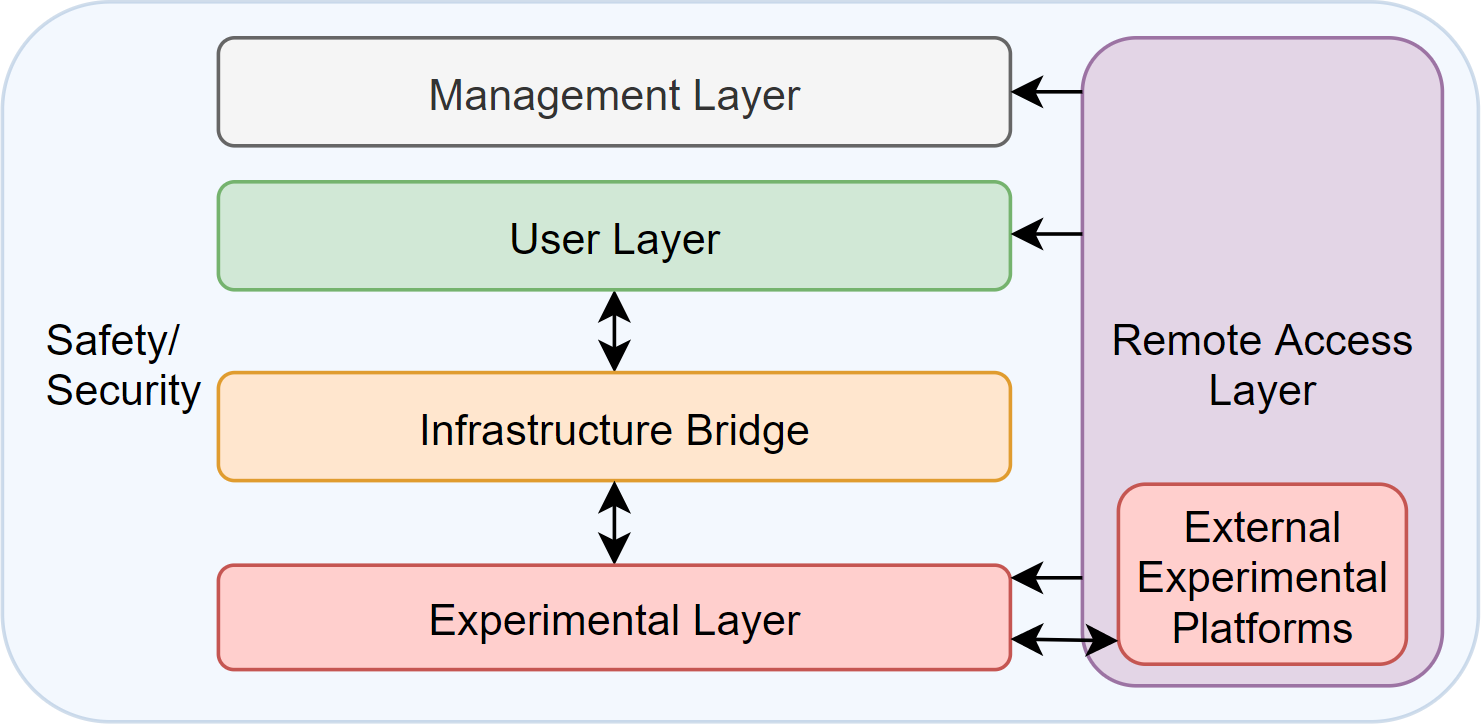 Management Layer
User Layer
Safety/
Security
Infrastructure Bridge
Experimental Layer
Remote Access
Layer
External
Experimental
Platforms